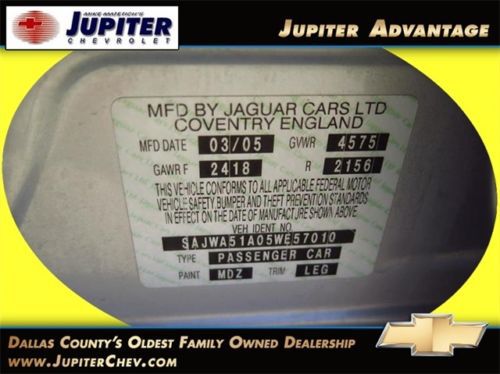 MIKE MATERICH'S
JUPITER
CHEVROLET
JUPITER ADVANTAGE
MFD BY JAGUAR CARS LTD
COVENTRY ENGLAND
MFD DATE 03/05 GVWR 4575
GAWR F 2418 R 2156
THIS VEHICLE CONFORMS TO ALL APPLICABLE FEDERAL MOTOR
VEHICLE SAFETY, BUMPER AND THEFT PREVENTION STANDARDS
IN EFFECT ON THE DATE OF MANUFACTURE SHOWN ABOVE
VEH IDENT NO.
SAJWA51A05WE57010
TYPE PASSENGER CAR
PAINT MDZ TRIM LEG
DALLAS COUNTY'S OLDEST FAMILY OWNED DEALERSHIP
WWW.JUPITERCHEV.COM